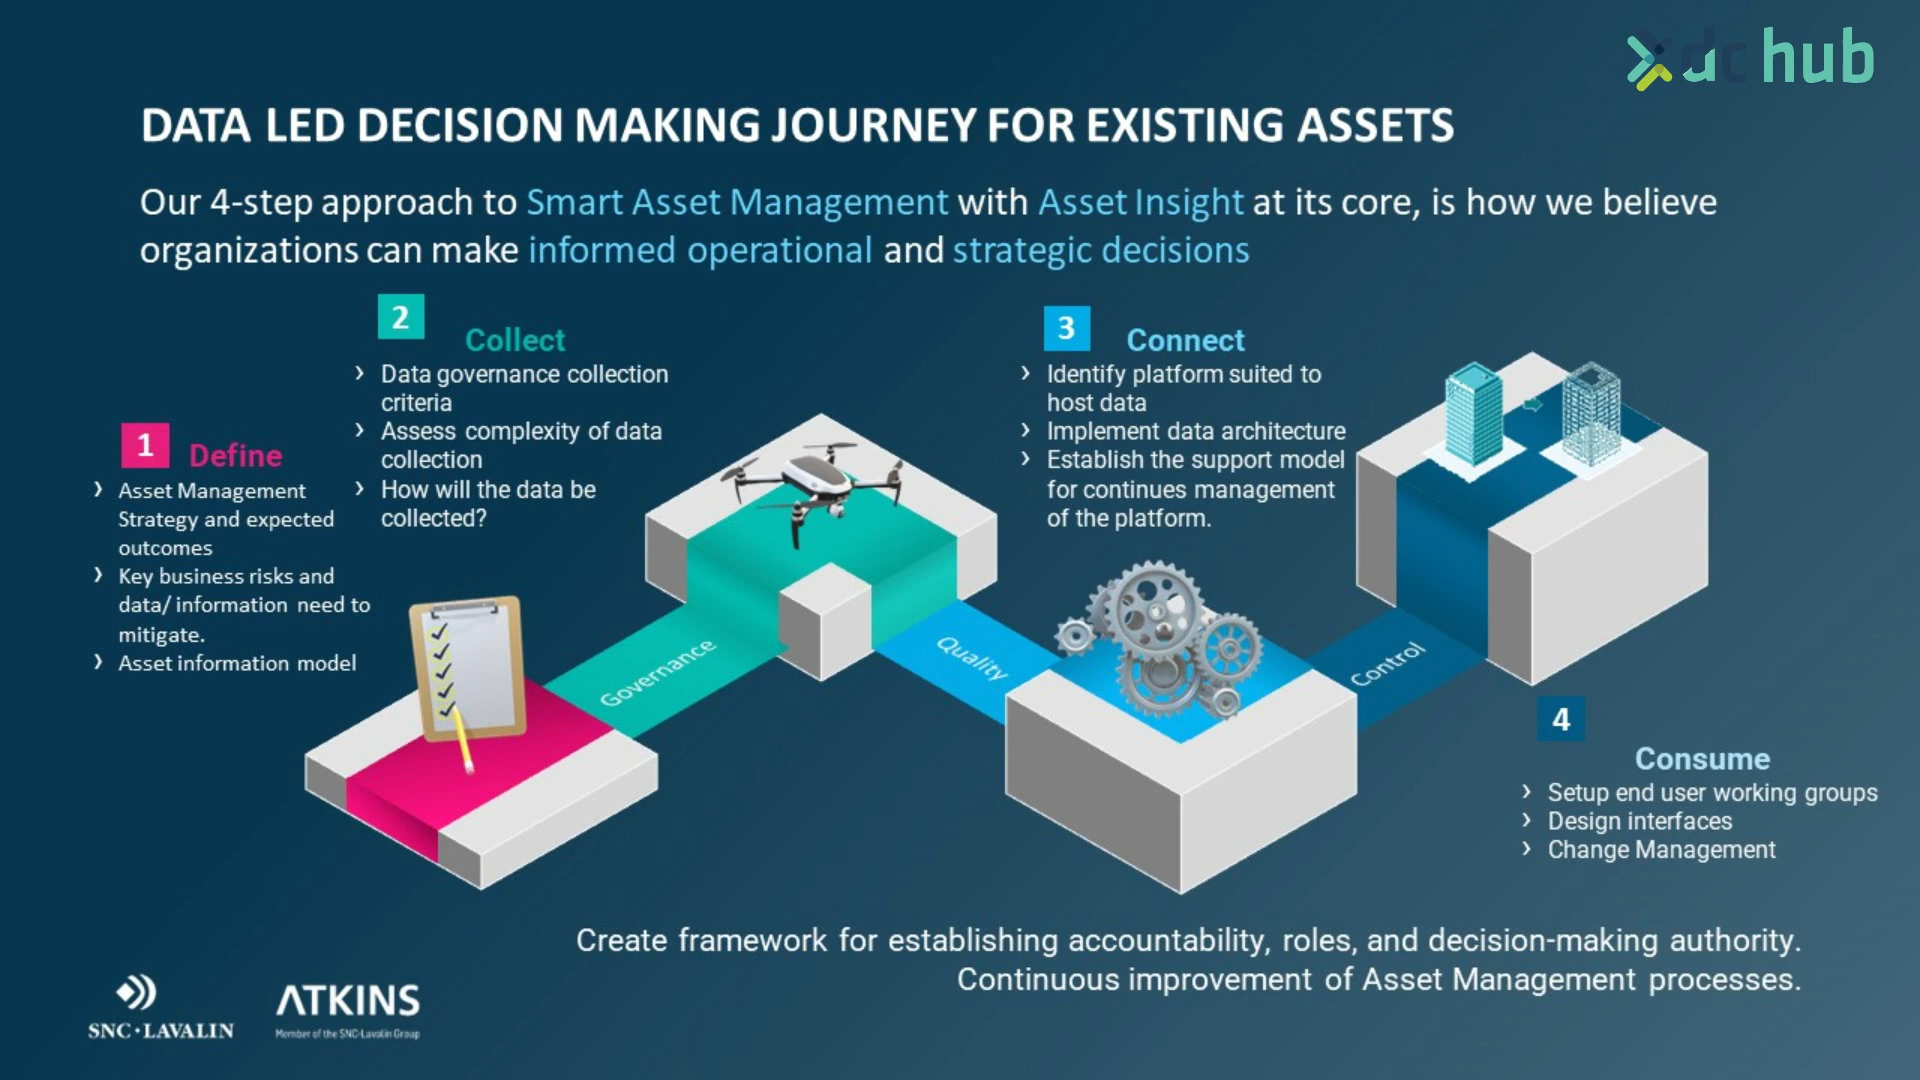 dc hub
DATA LED DECISION MAKING JOURNEY FOR EXISTING ASSETS
Our 4-step approach to Smart Asset Management with Asset Insight at its core, is how we believe
organizations can make informed operational and strategic decisions
1
Define
› Asset Management
Strategy and expected
outcomes
› Key business risks and
data/ information need to
mitigate.
› Asset information model
2
Collect
› Data governance collection
criteria
› Assess complexity of data
collection
› How will the data be
collected?
3
Connect
› Identify platform suited to
host data
› Implement data architecture
› Establish the support model
for continues management
of the platform.
Governance
Quality
Control
4
Consume
› Setup end user working groups
› Design interfaces
› Change Management
Create framework for establishing accountability, roles, and decision-making authority.
Continuous improvement of Asset Management processes.
SNC·LAVALIN
ATKINS
Member of the SNC-Lavalin Group